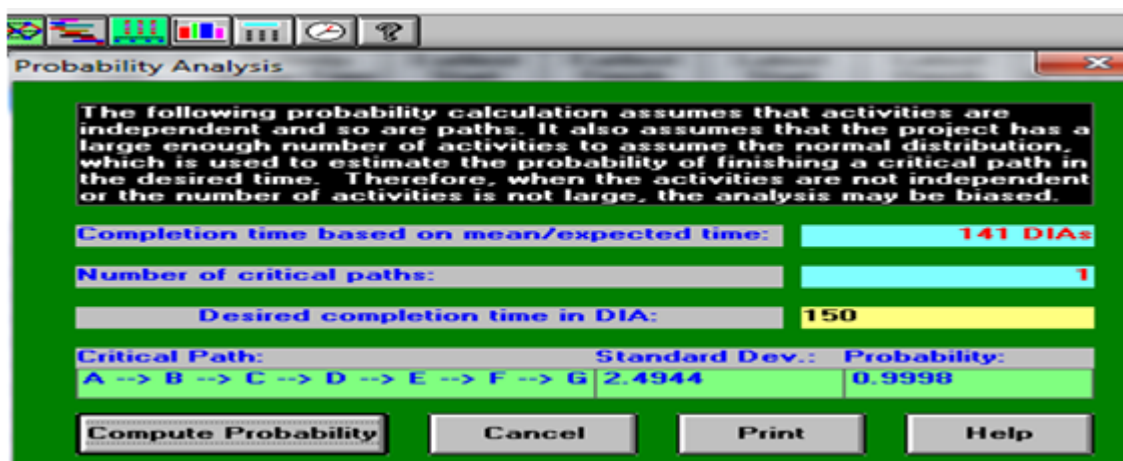 ?
Probability Analysis
The following probability calculation assumes that activities are
independent and so are paths. It also assumes that the project has a
large enough number of activities to assume the normal distribution,
which is used to estimate the probability of finishing a critical path in
the desired time. Therefore, when the activities are not independent
or the number of activities is not large, the analysis may be biased.
Completion time based on mean/expected time: 141 DIAs
Number of critical paths: 1
Desired completion time in DIA: 150
Critical Path: Standard Dev.: Probability:
A --> B --> C --> D --> E --> F --> G 2.4944 0.9998
Compute Probability Cancel Print Help